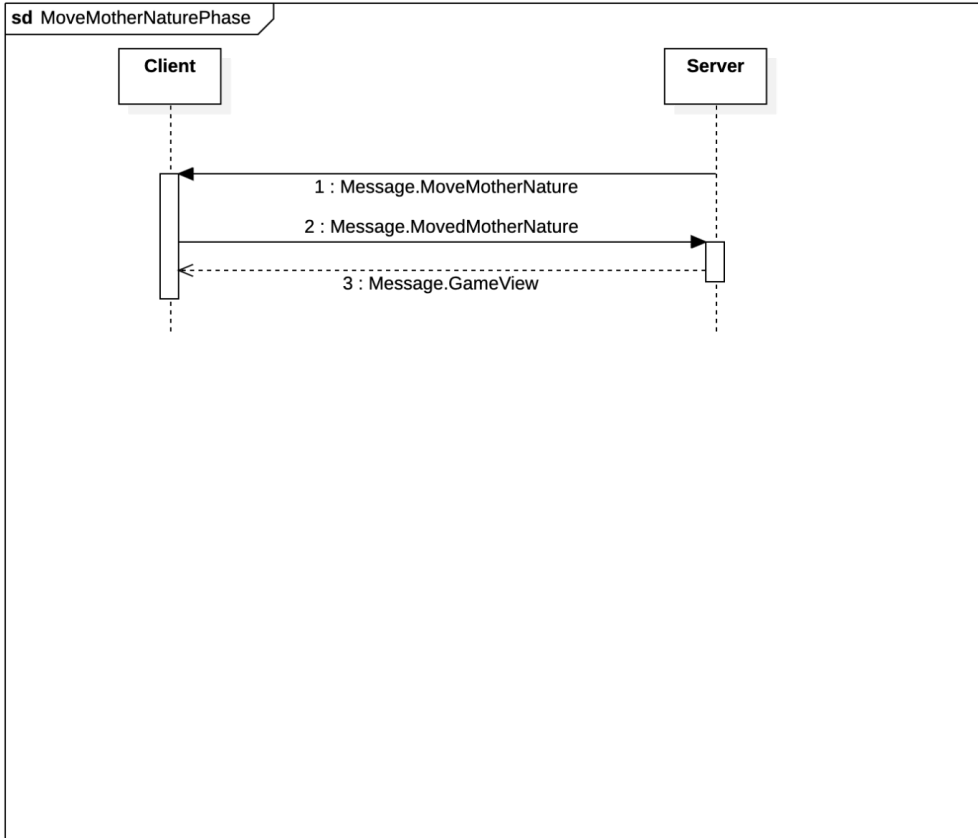 sd MoveMotherNaturePhase
Client
Server
1 : Message.MoveMotherNature
2 : Message.MovedMotherNature
3 : Message.GameView